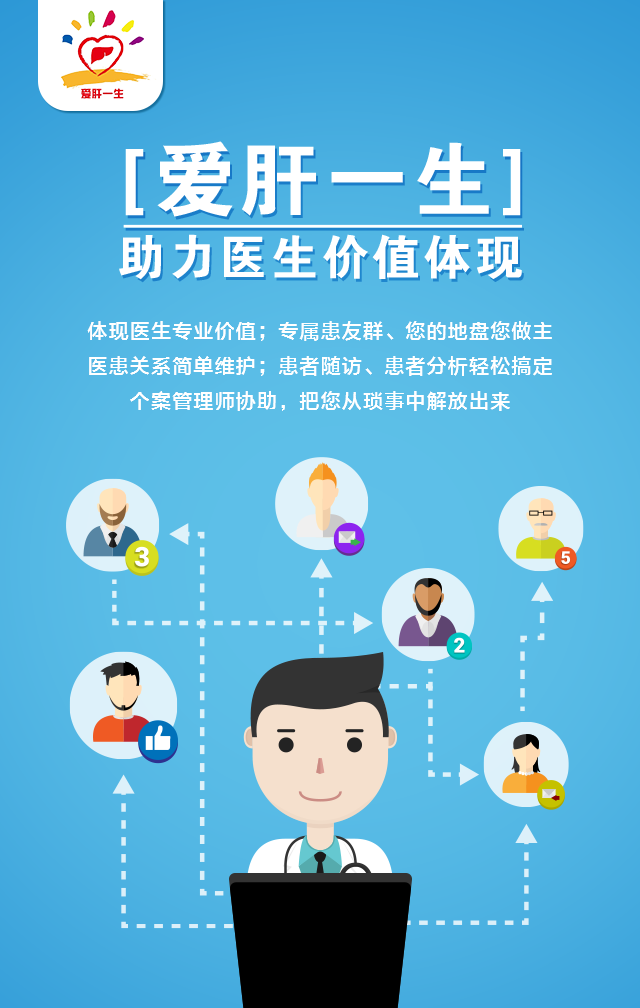 爱肝一生
[爱肝一生]
助力医生价值体现
体现医生专业价值；专属患友群、您的地盘您做主
医患关系简单维护；患者随访、患者分析轻松搞定
个案管理师协助，把您从琐事中解放出来
3
5
2